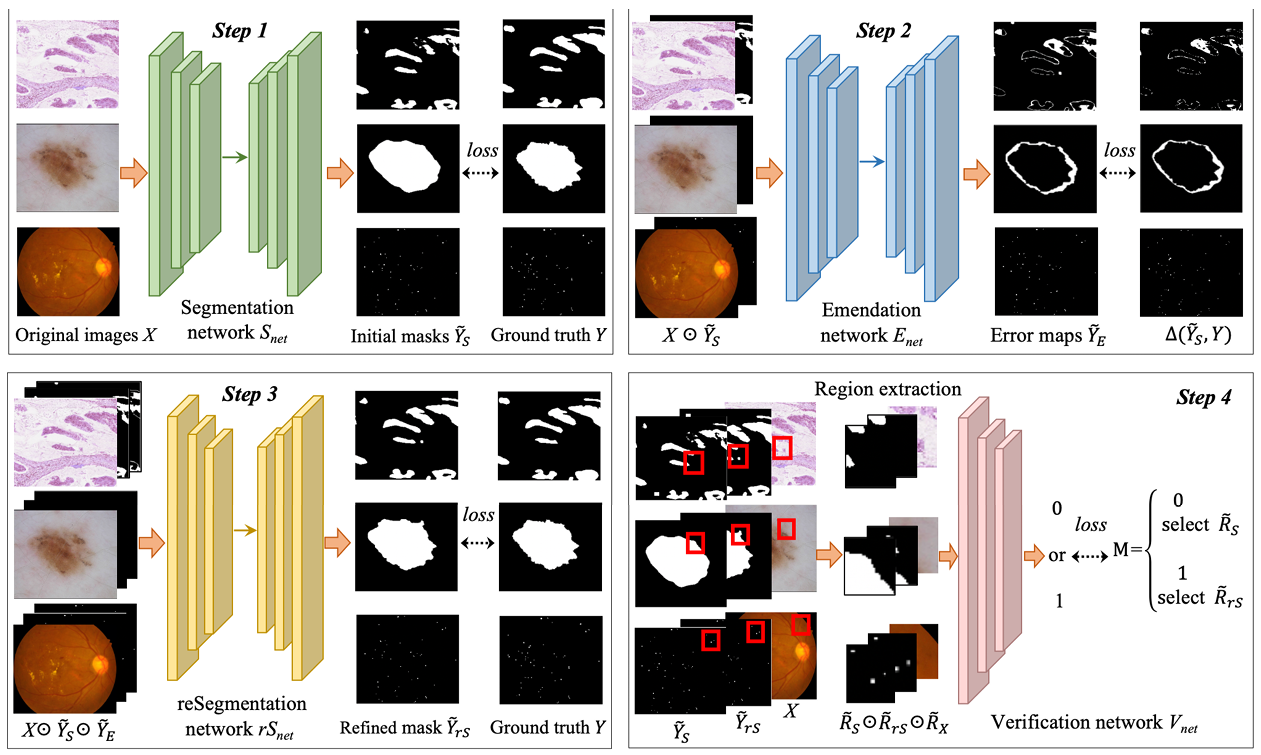 Step 1
loss
Segmentation
network S_net
Original images X
Initial masks Ỹ_S
Ground truth Y
Step 2
loss
Emendation
network E_net
X ⊙ Ỹ_S
Error maps Ỹ_E
Δ(Ỹ_S, Y)
Step 3
loss
reSegmentation
network rS_net
X⊙ Ỹ_S ⊙ Ỹ_E
Refined mask Ỹ_rS
Ground truth Y
Region extraction
Step 4
0
or
1
loss
M=
0
select R̃_S
1
select R̃_rS
Ỹ_S
Ỹ_rS
X
R̃_S⊙R̃_rS⊙R̃_X
Verification network V_net